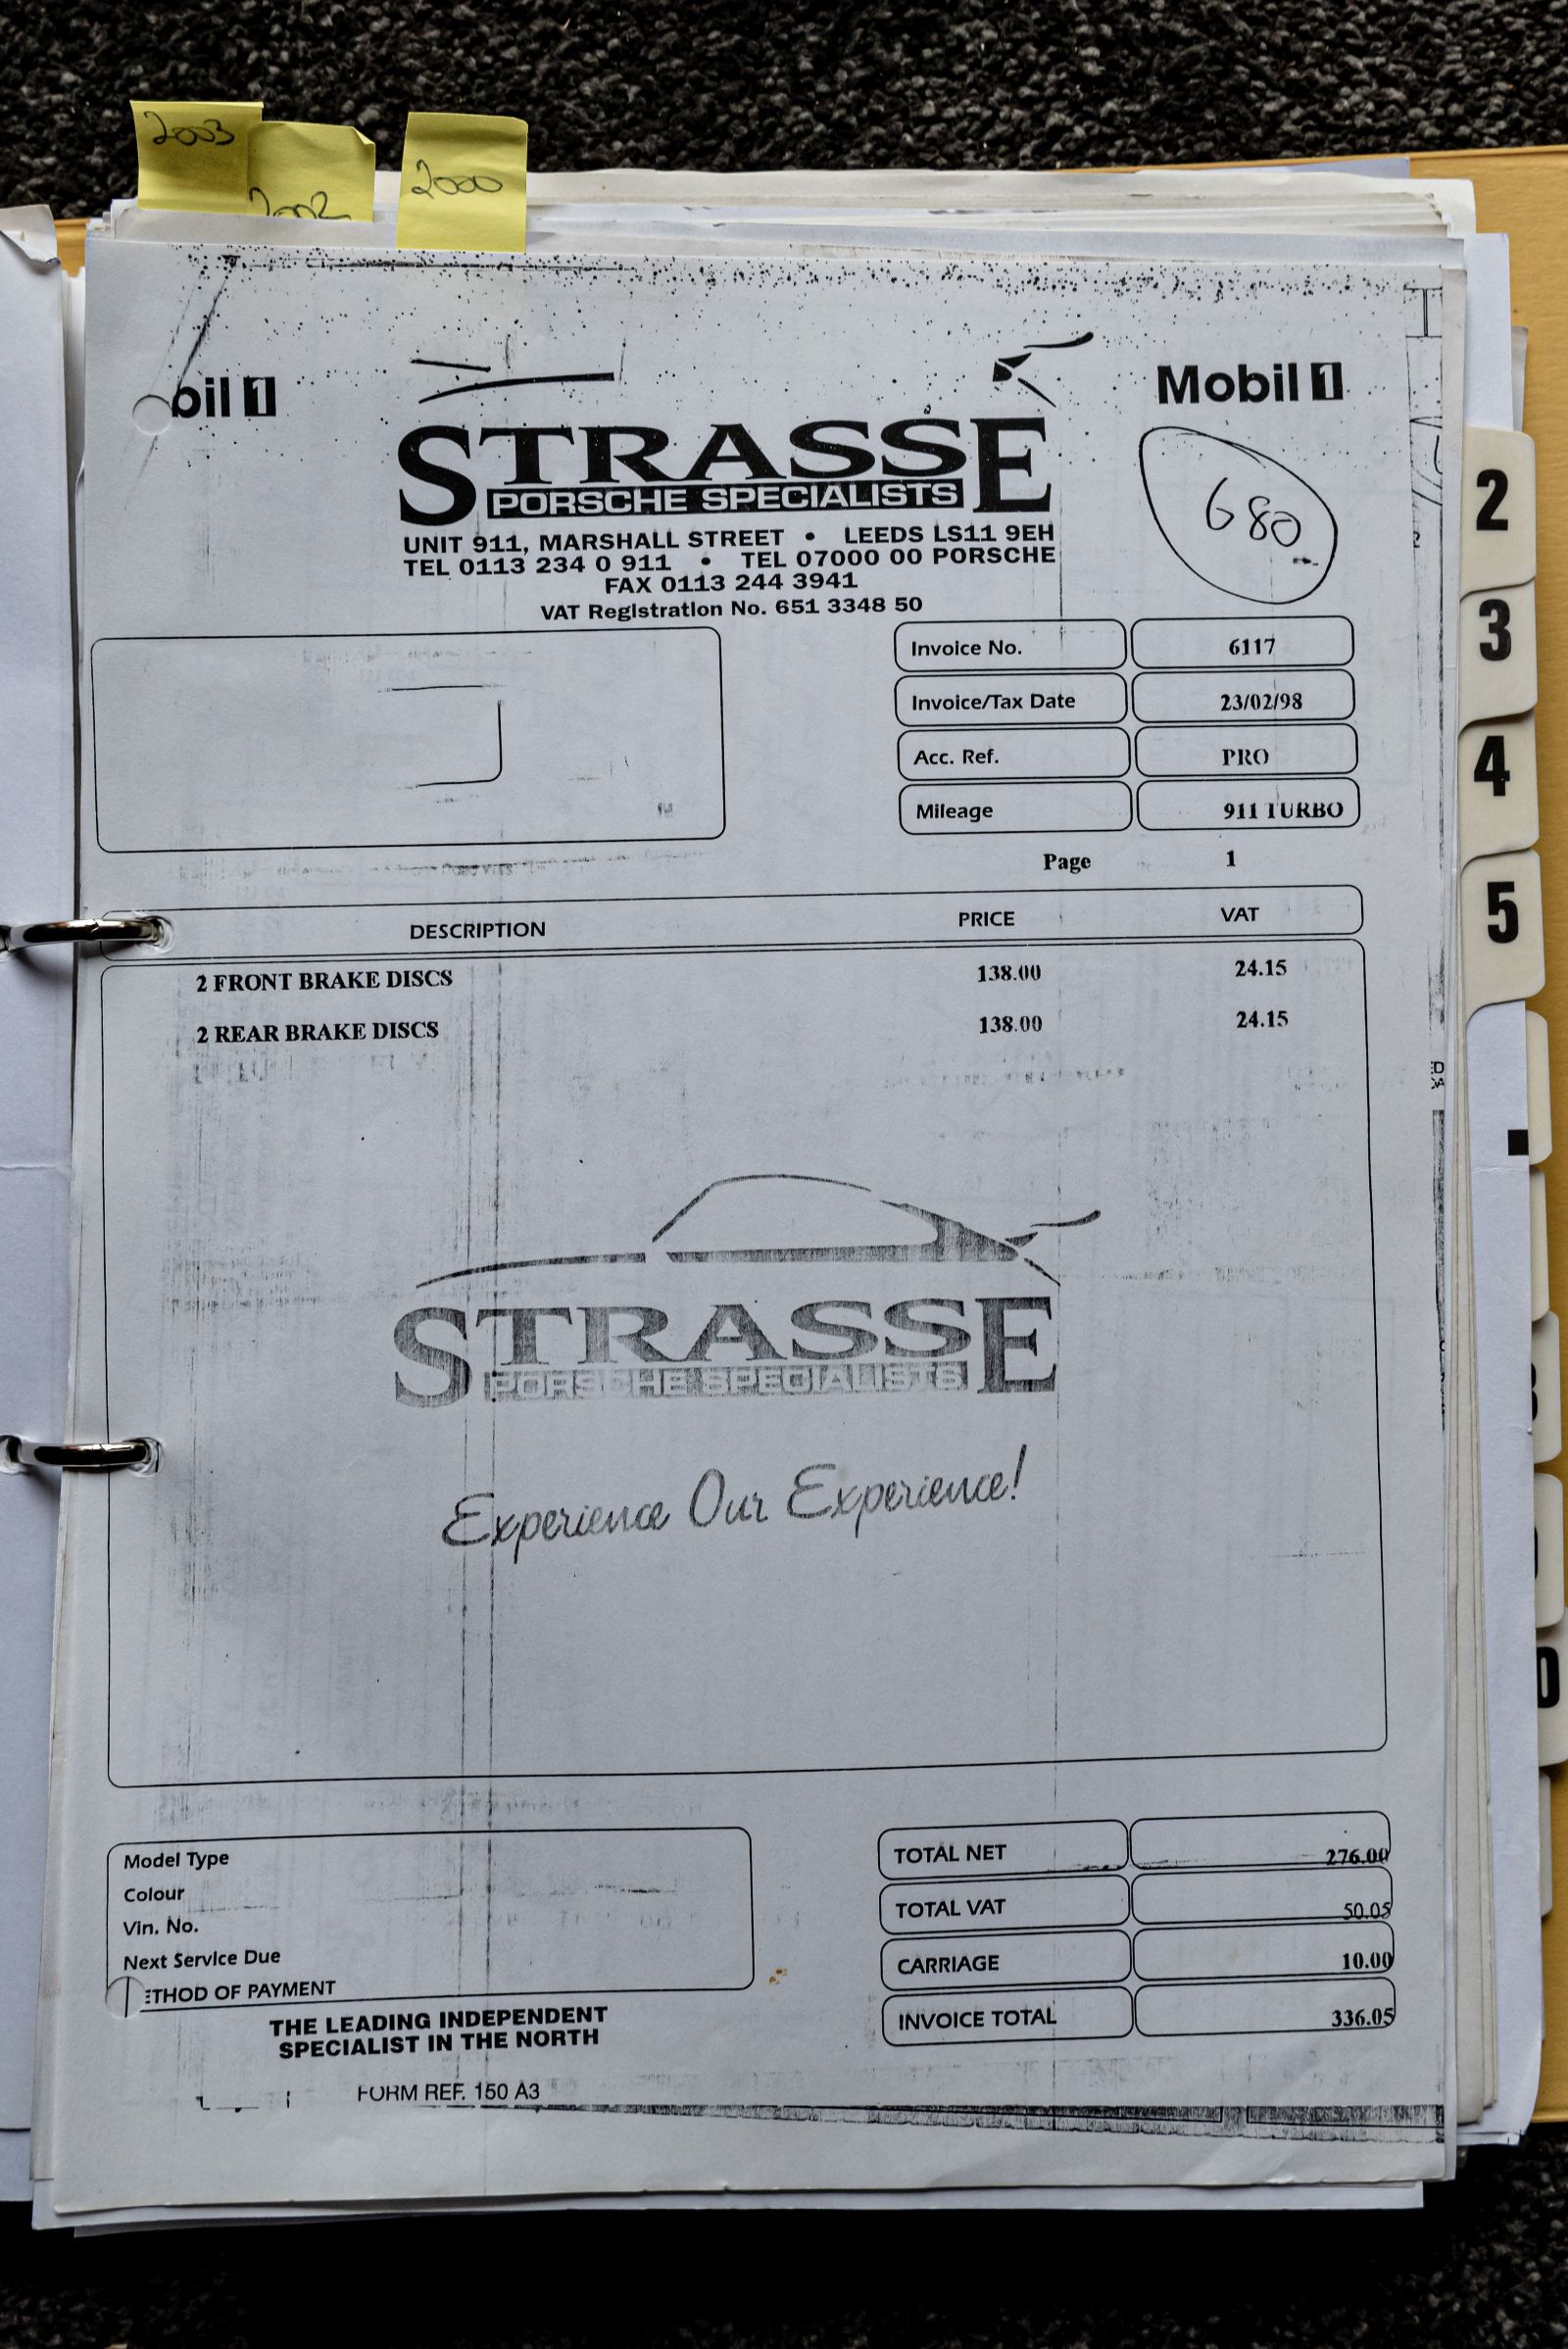 2003
2002
2000
bil 1
Mobil 1
STRASSE
PORSCHE SPECIALISTS
UNIT 911, MARSHALL STREET • LEEDS LS11 9EH
TEL 0113 234 0 911 • TEL 07000 00 PORSCHE
FAX 0113 244 3941
VAT Registration No. 651 3348 50
680
Invoice No. 6117
Invoice/Tax Date 23/02/98
Acc. Ref. PRO
Mileage 911 TURBO
Page 1
DESCRIPTION PRICE VAT
2 FRONT BRAKE DISCS 138.00 24.15
2 REAR BRAKE DISCS 138.00 24.15
STRASSE
PORSCHE SPECIALISTS
Experience Our Experience!
Model Type
Colour
Vin. No.
Next Service Due
ETHOD OF PAYMENT
TOTAL NET 276.00
TOTAL VAT 50.05
CARRIAGE 10.00
INVOICE TOTAL 336.05
THE LEADING INDEPENDENT
SPECIALIST IN THE NORTH
FORM REF. 150 A3
2
3
4
5
0